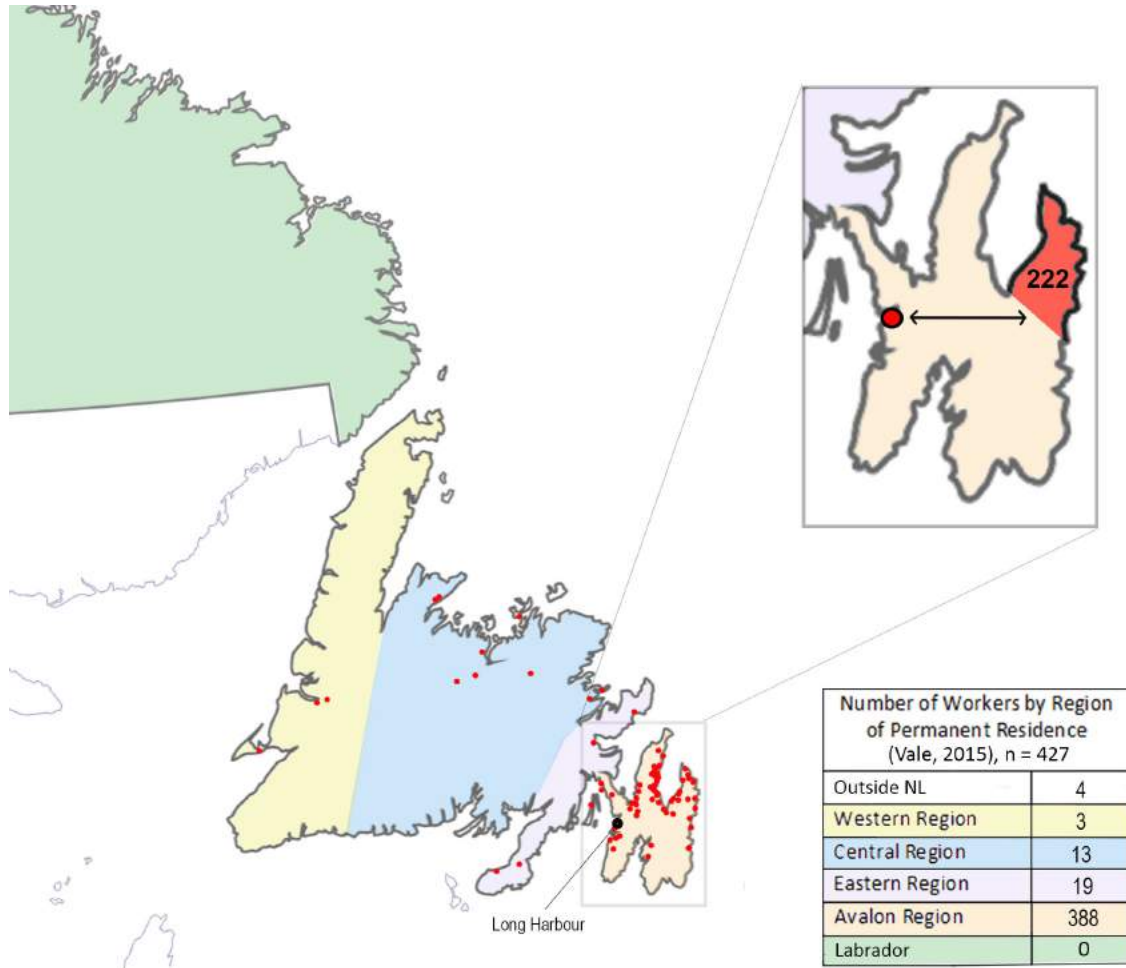 222
Long Harbour
Number of Workers by Region
of Permanent Residence
(Vale, 2015), n = 427
Outside NL 4
Western Region 3
Central Region 13
Eastern Region 19
Avalon Region 388
Labrador 0